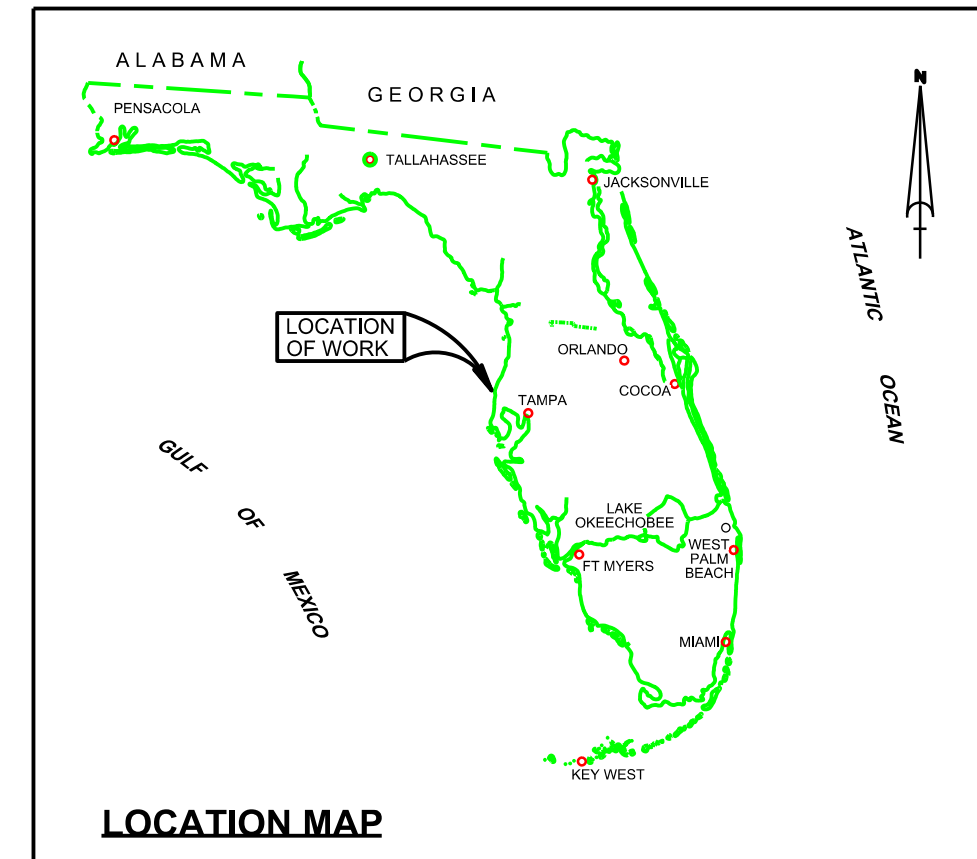 ALABAMA
GEORGIA
N
PENSACOLA
TALLAHASSEE
JACKSONVILLE
ATLANTIC
OCEAN
LOCATION
OF WORK
ORLANDO
COCOA
TAMPA
GULF
OF
MEXICO
LAKE
OKEECHOBEE
WEST
PALM
BEACH
FT MYERS
MIAMI
KEY WEST
LOCATION MAP